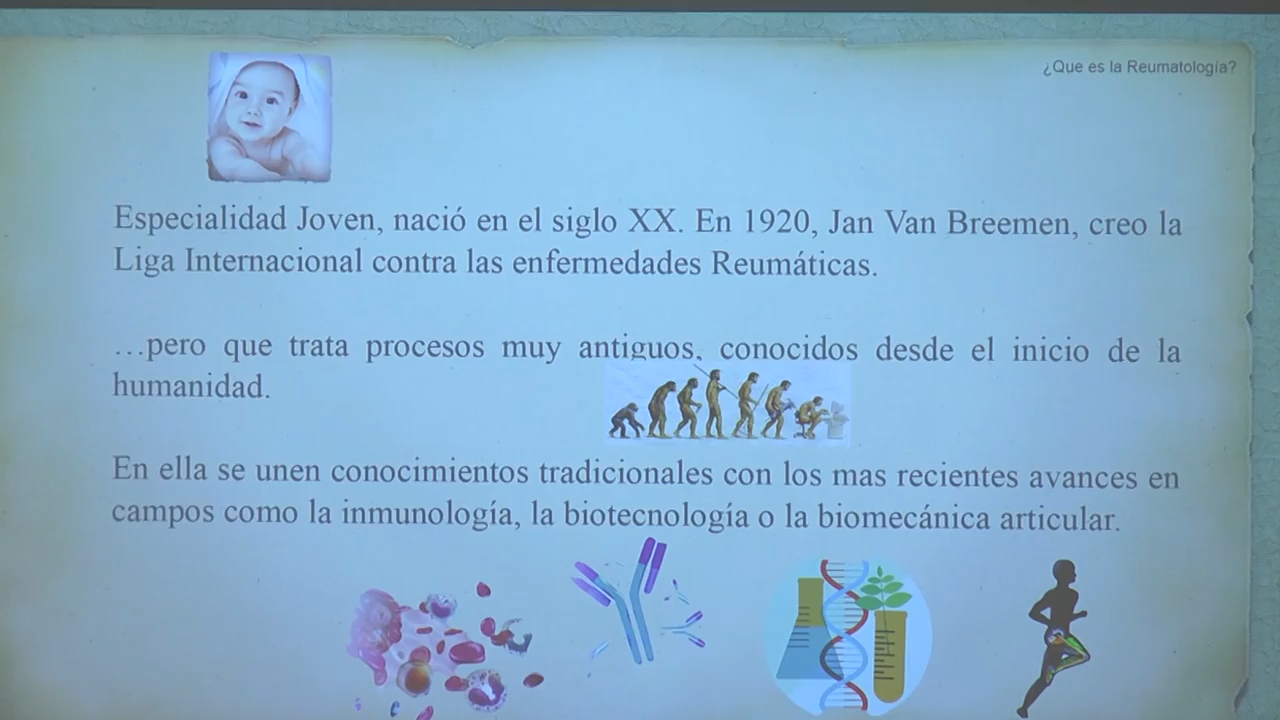 ¿Que es la Reumatología?
Especialidad Joven, nació en el siglo XX. En 1920, Jan Van Breemen, creo la
Liga Internacional contra las enfermedades Reumáticas.
…pero que trata procesos muy antiguos, conocidos desde el inicio de la
humanidad.
En ella se unen conocimientos tradicionales con los mas recientes avances en
campos como la inmunología, la biotecnología o la biomecánica articular.